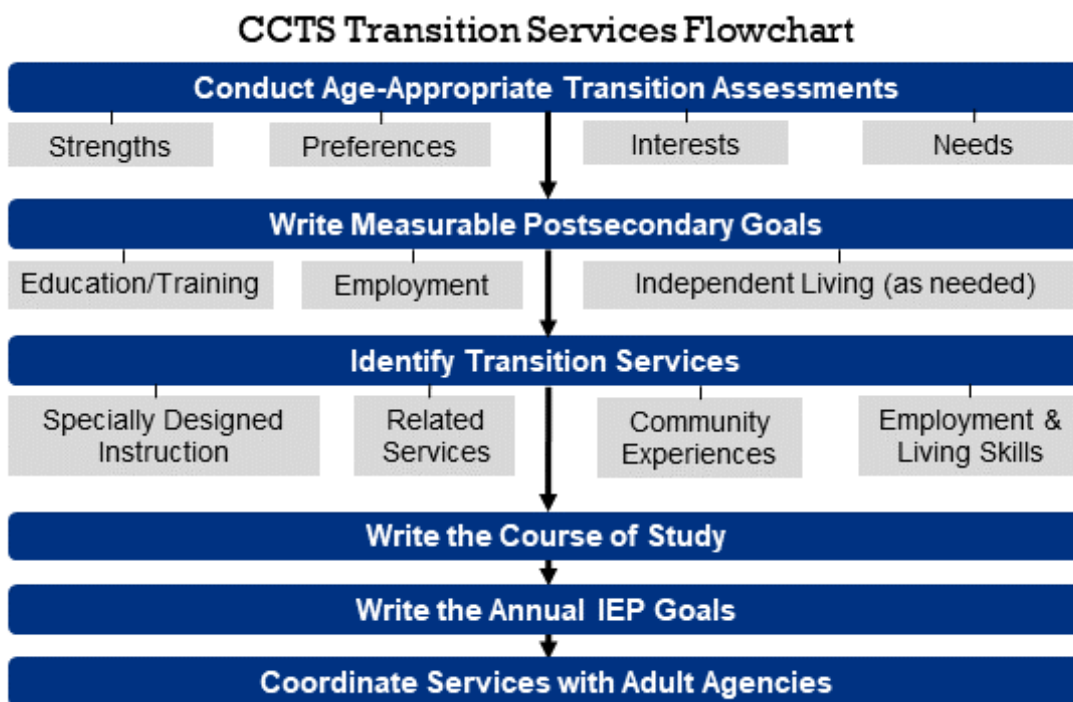 CCTS Transition Services Flowchart
Conduct Age-Appropriate Transition Assessments
Strengths
Preferences
Interests
Needs
Write Measurable Postsecondary Goals
Education/Training
Employment
Independent Living (as needed)
Identify Transition Services
Specially Designed
Instruction
Related
Services
Community
Experiences
Employment &
Living Skills
Write the Course of Study
Write the Annual IEP Goals
Coordinate Services with Adult Agencies